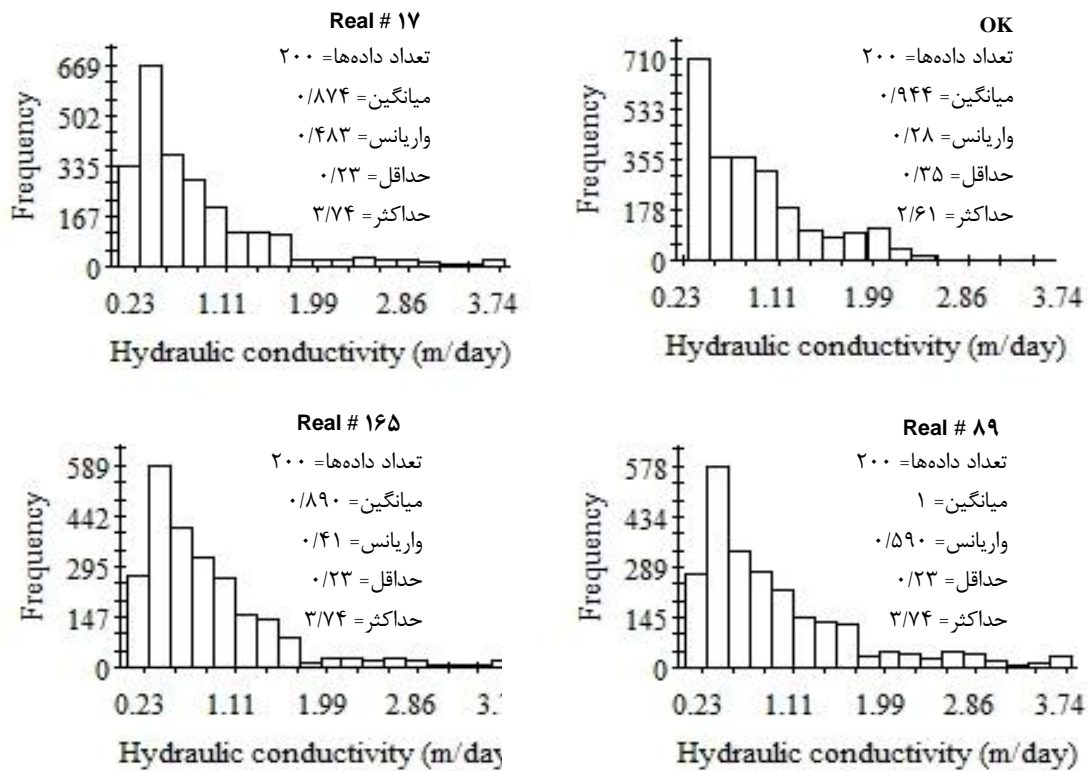 Real # ۱۷
تعداد داده‌ها= ۲۰۰
میانگین= ۰/۸۷۴
واریانس= ۰/۴۸۳
حداقل= ۰/۲۳
حداکثر= ۳/۷۴
Frequency
669
502
335
167
0
0.23 1.11 1.99 2.86 3.74
Hydraulic conductivity (m/day)
OK
تعداد داده‌ها= ۲۰۰
میانگین= ۰/۹۴۴
واریانس= ۰/۲۸
حداقل= ۰/۳۵
حداکثر= ۲/۶۱
Frequency
710
533
355
178
0
0.23 1.11 1.99 2.86 3.74
Hydraulic conductivity (m/day)
Real # ۱۶۵
تعداد داده‌ها= ۲۰۰
میانگین= ۰/۸۹۰
واریانس= ۰/۴۱
حداقل= ۰/۲۳
حداکثر= ۳/۷۴
Frequency
589
442
295
147
0
0.23 1.11 1.99 2.86 3.
Hydraulic conductivity (m/day
Real # ۸۹
تعداد داده‌ها= ۲۰۰
میانگین= ۱
واریانس= ۰/۵۹۰
حداقل= ۰/۲۳
حداکثر= ۳/۷۴
Frequency
578
434
289
145
0
0.23 1.11 1.99 2.86 3.74
Hydraulic conductivity (m/day)